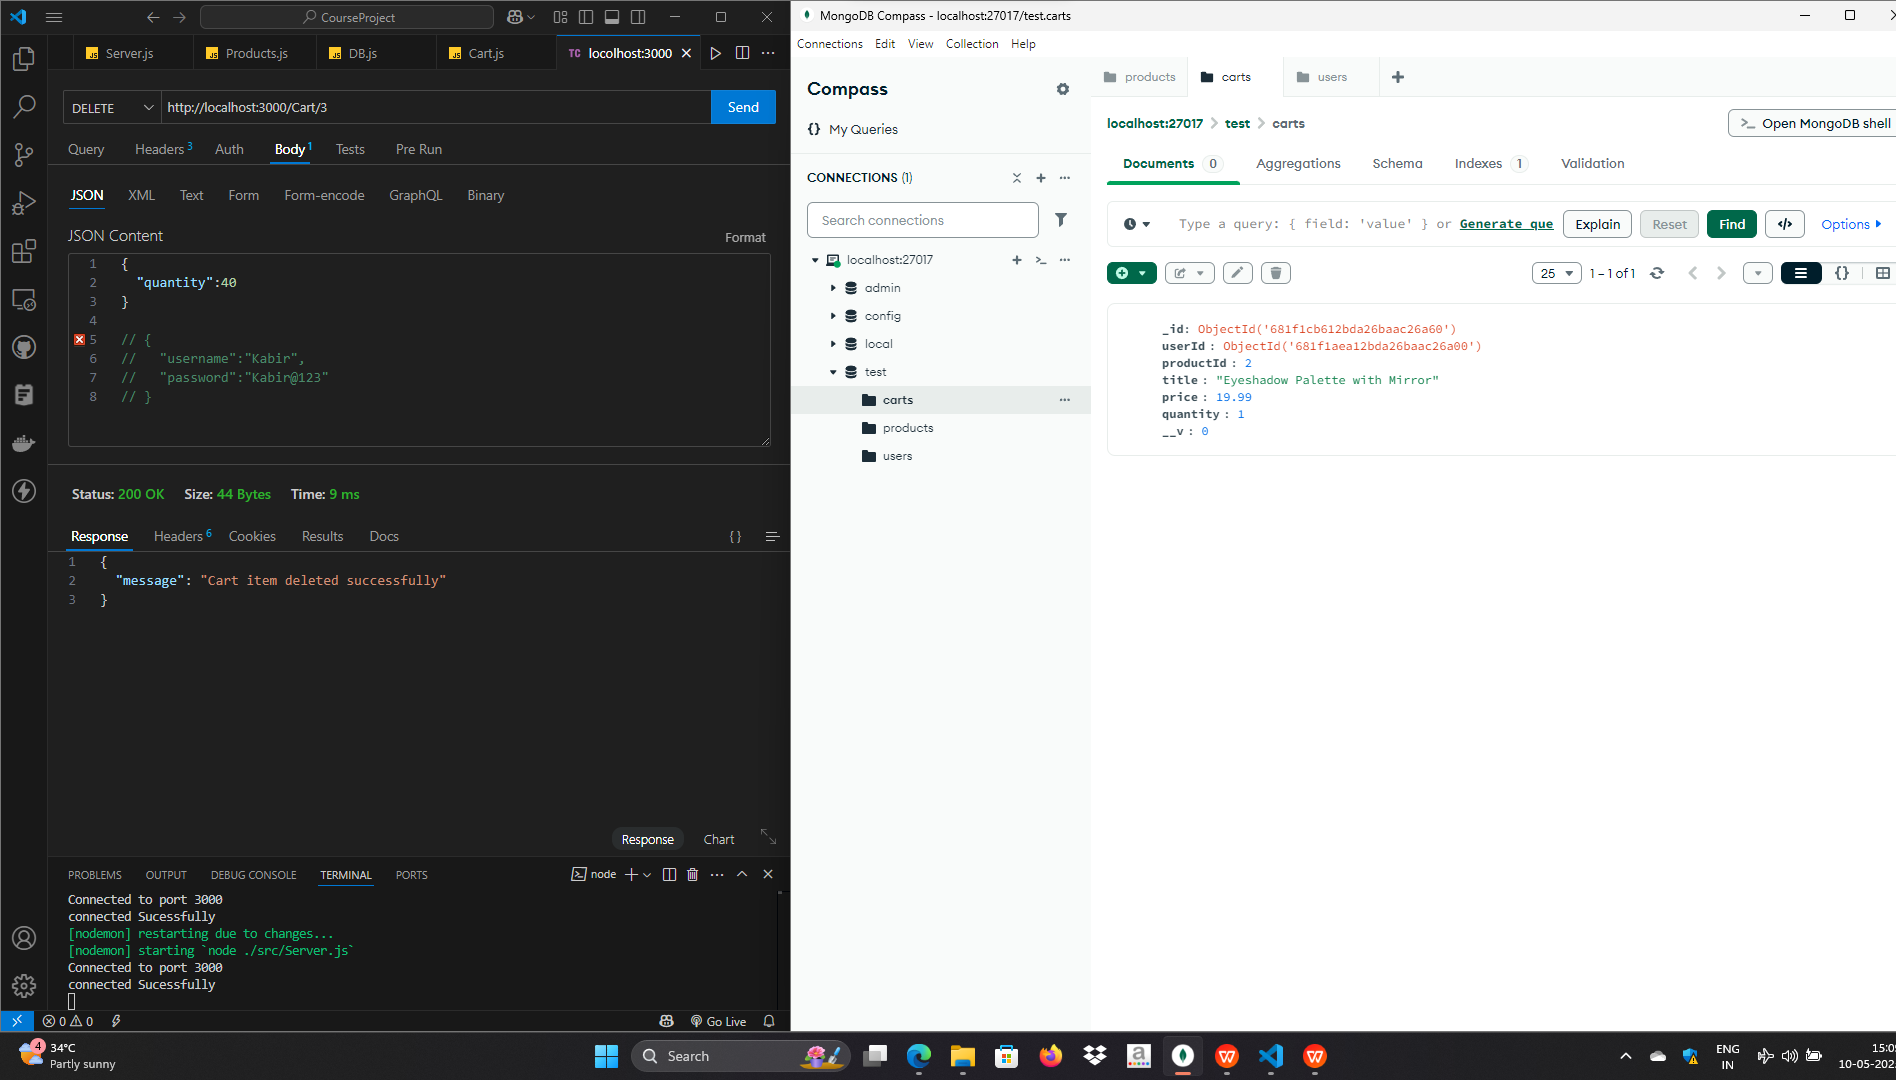 CourseProject
Server.js
Products.js
DB.js
Cart.js
TC locolhost:3000
DELETE
http://localhost:3000/Cart/3
Send
Query
Headers 3
Auth
Body 1
Tests
Pre Run
JSON
XML
Text
Form
Form-encode
GraphQL
Binary
JSON Content
Format
1 {
2 "quantity":40
3 }
4
5 // {
6 // "username":"Kabir",
7 // "password":"Kabir@123"
8 // }
Status: 200 OK Size: 44 Bytes Time: 9 ms
Response
Headers 6
Cookies
Results
Docs
{ }
1 {
2 "message": "Cart item deleted successfully"
3 }
Response
Chart
PROBLEMS
OUTPUT
DEBUG CONSOLE
TERMINAL
PORTS
node
Connected to port 3000
connected Sucessfully
[nodemon] restarting due to changes...
[nodemon] starting `node ./src/Server.js`
Connected to port 3000
connected Sucessfully
0 0
Go Live
MongoDB Compass - localhost:27017/test.carts
Connections Edit View Collection Help
Compass
{} My Queries
CONNECTIONS (1)
Search connections
localhost:27017
admin
config
local
test
carts
products
users
products
carts
users
localhost:27017 > test > carts
>_ Open MongoDB shell
Documents 0
Aggregations
Schema
Indexes 1
Validation
Type a query: { field: 'value' } or Generate que
Explain
Reset
Find
</>
Options
25
1 – 1 of 1
{}
_id: ObjectId('681f1cb612bda26baac26a60')
userId : ObjectId('681f1aea12bda26baac26a00')
productId : 2
title : "Eyeshadow Palette with Mirror"
price : 19.99
quantity : 1
__v : 0
4
34°C
Partly sunny
Search
a
ENG
IN
15:0
10-05-202